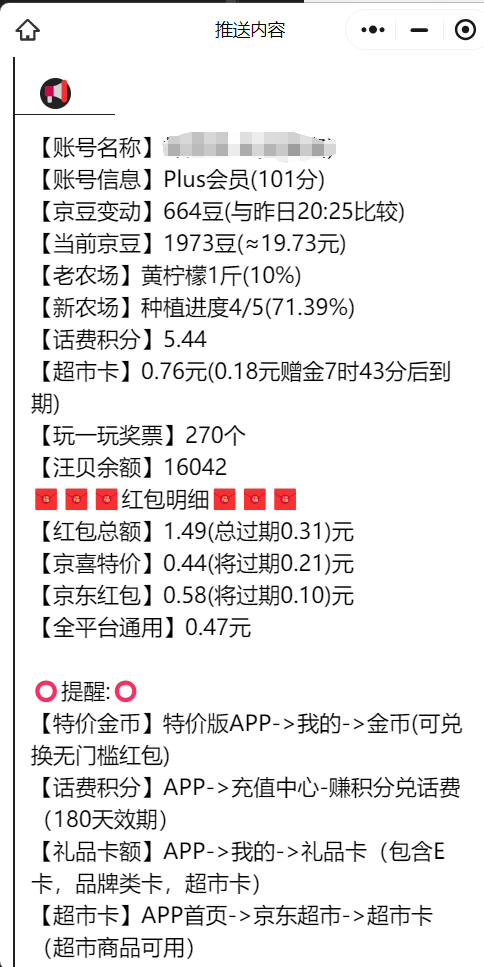 推送内容
【账号名称】
【账号信息】Plus会员(101分)
【京豆变动】664豆(与昨日20:25比较)
【当前京豆】1973豆(≈19.73元)
【老农场】黄柠檬1斤(10%)
【新农场】种植进度4/5(71.39%)
【话费积分】5.44
【超市卡】0.76元(0.18元赠金7时43分后到
期)
【玩一玩奖票】270个
【汪贝余额】16042
🧧🧧🧧红包明细🧧🧧🧧
【红包总额】1.49(总过期0.31)元
【京喜特价】0.44(将过期0.21)元
【京东红包】0.58(将过期0.10)元
【全平台通用】0.47元
⭕提醒:⭕
【特价金币】特价版APP->我的->金币(可兑
换无门槛红包)
【话费积分】APP->充值中心-赚积分兑话费
（180天效期）
【礼品卡额】APP->我的->礼品卡（包含E
卡，品牌类卡，超市卡）
【超市卡】APP首页->京东超市->超市卡
（超市商品可用）